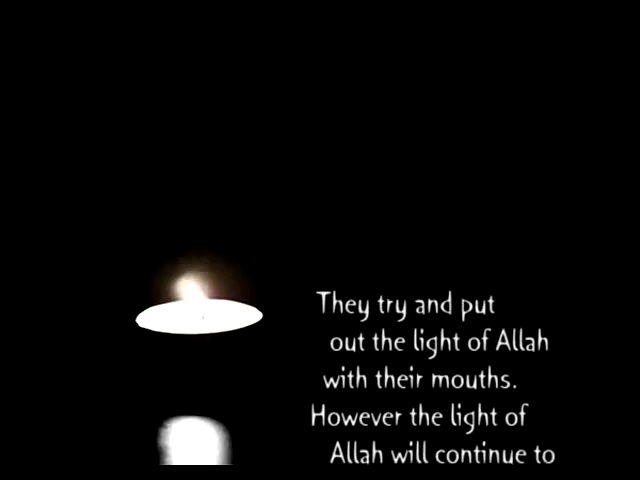 They try and put
out the light of Allah
with their mouths.
However the light of
Allah will continue to